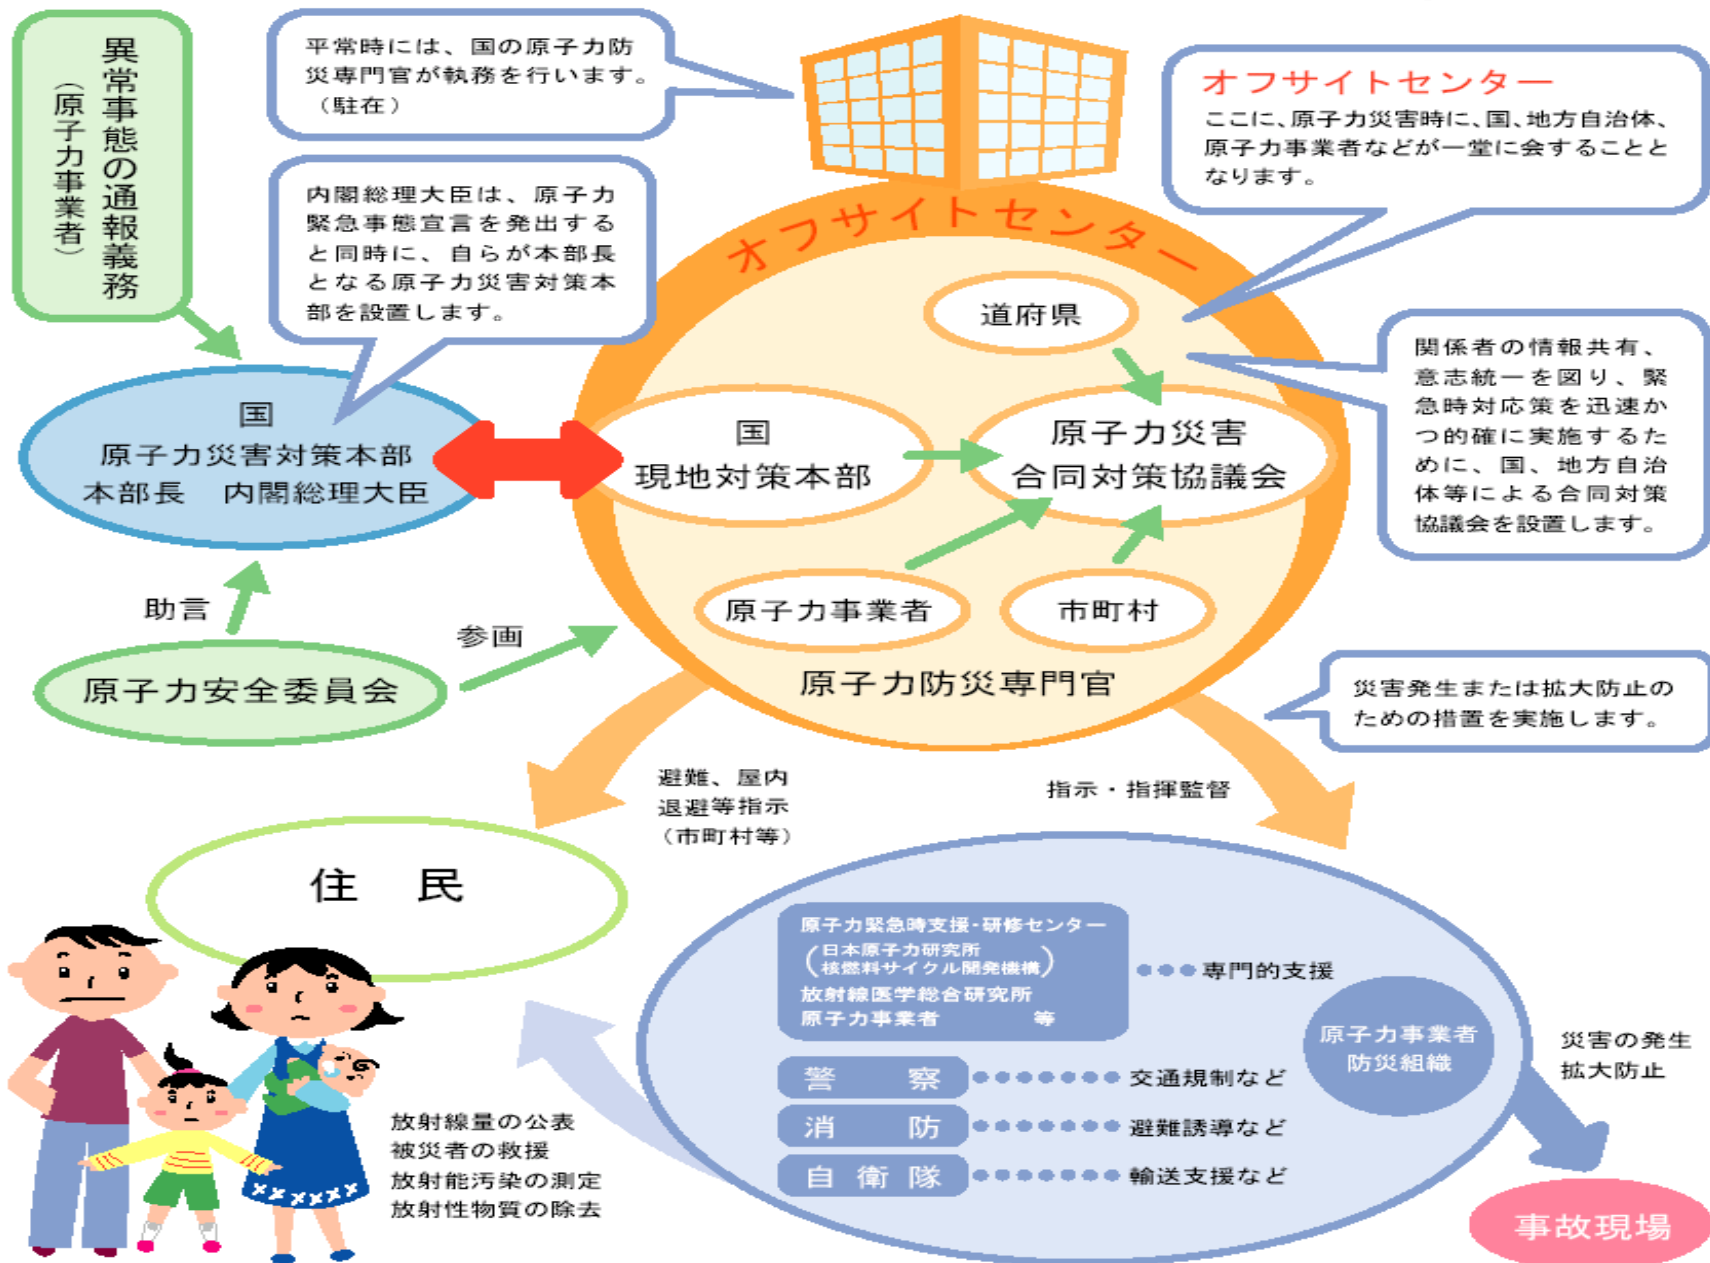 異常事態の通報義務
（原子力事業者）
平常時には、国の原子力防
災専門官が執務を行います。
（駐在）
オフサイトセンター
ここに、原子力災害時に、国、地方自治体、
原子力事業者などが一堂に会することと
なります。
内閣総理大臣は、原子力
緊急事態宣言を発出する
と同時に、自らが本部長
となる原子力災害対策本
部を設置します。
オフサイトセンター
道府県
関係者の情報共有、
意志統一を図り、緊
急時対応策を迅速か
つ的確に実施するた
めに、国、地方自治
体等による合同対策
協議会を設置します。
国
原子力災害対策本部
本部長　内閣総理大臣
国
現地対策本部
原子力災害
合同対策協議会
助言
参画
原子力事業者
市町村
原子力安全委員会
原子力防災専門官
災害発生または拡大防止の
ための措置を実施します。
避難、屋内
退避等指示
（市町村等）
指示・指揮監督
住　民
原子力緊急時支援・研修センター
（日本原子力研究所
核燃料サイクル開発機構）
放射線医学総合研究所
原子力事業者　　　　等
専門的支援
原子力事業者
防災組織
災害の発生
拡大防止
警　察
交通規制など
消　防
避難誘導など
自衛隊
輸送支援など
放射線量の公表
被災者の救援
放射能汚染の測定
放射性物質の除去
事故現場